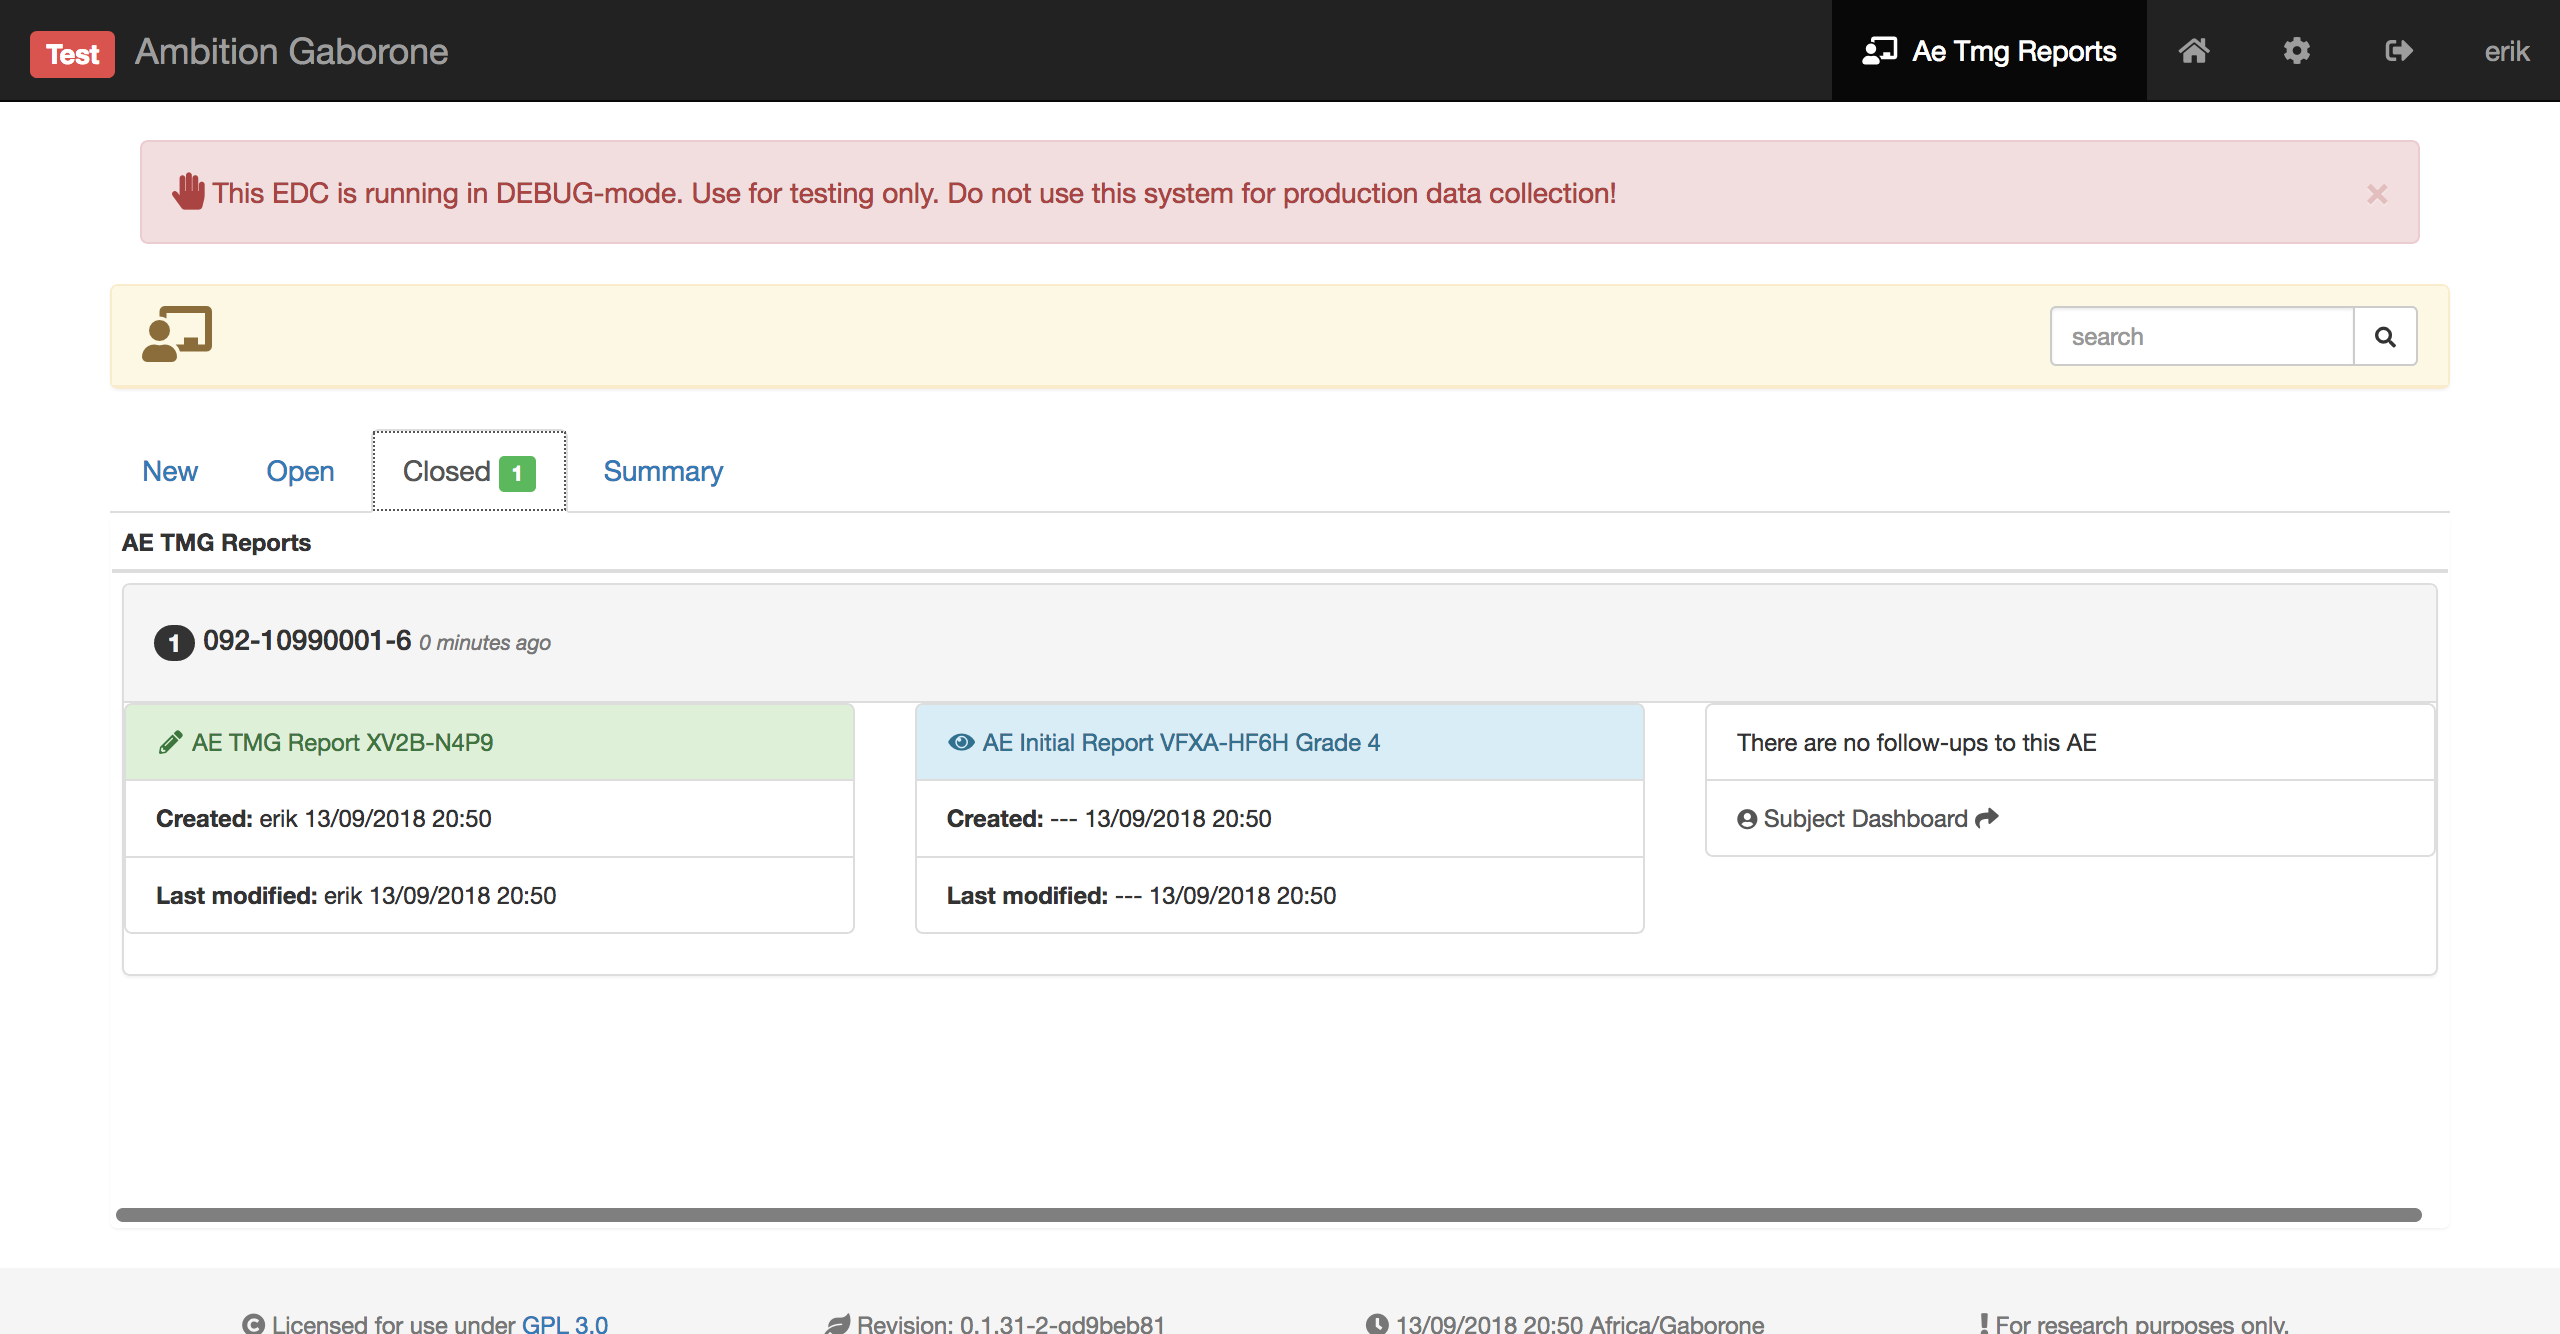 Test Ambition Gaborone Ae Tmg Reports erik
This EDC is running in DEBUG-mode. Use for testing only. Do not use this system for production data collection! ×
search
New Open Closed 1 Summary
AE TMG Reports
1 092-10990001-6 0 minutes ago
AE TMG Report XV2B-N4P9
Created: erik 13/09/2018 20:50
Last modified: erik 13/09/2018 20:50
AE Initial Report VFXA-HF6H Grade 4
Created: --- 13/09/2018 20:50
Last modified: --- 13/09/2018 20:50
There are no follow-ups to this AE
Subject Dashboard
Licensed for use under GPL 3.0 Revision: 0.1.31-2-gd9beb81 13/09/2018 20:50 Africa/Gaborone For research purposes only.